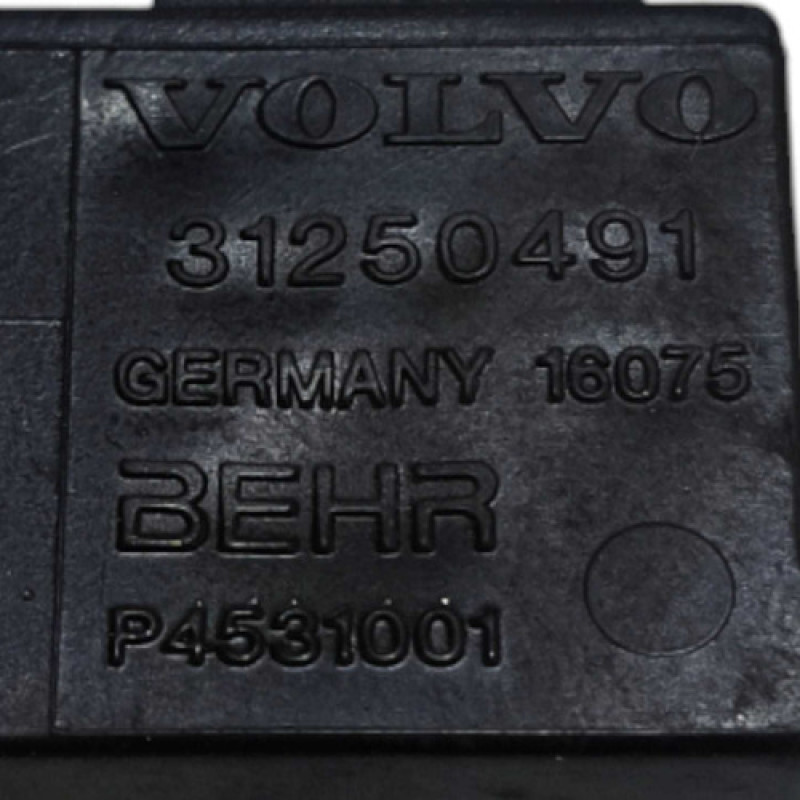 VOLVO
31250491
GERMANY 16075
BEHR
P4531001